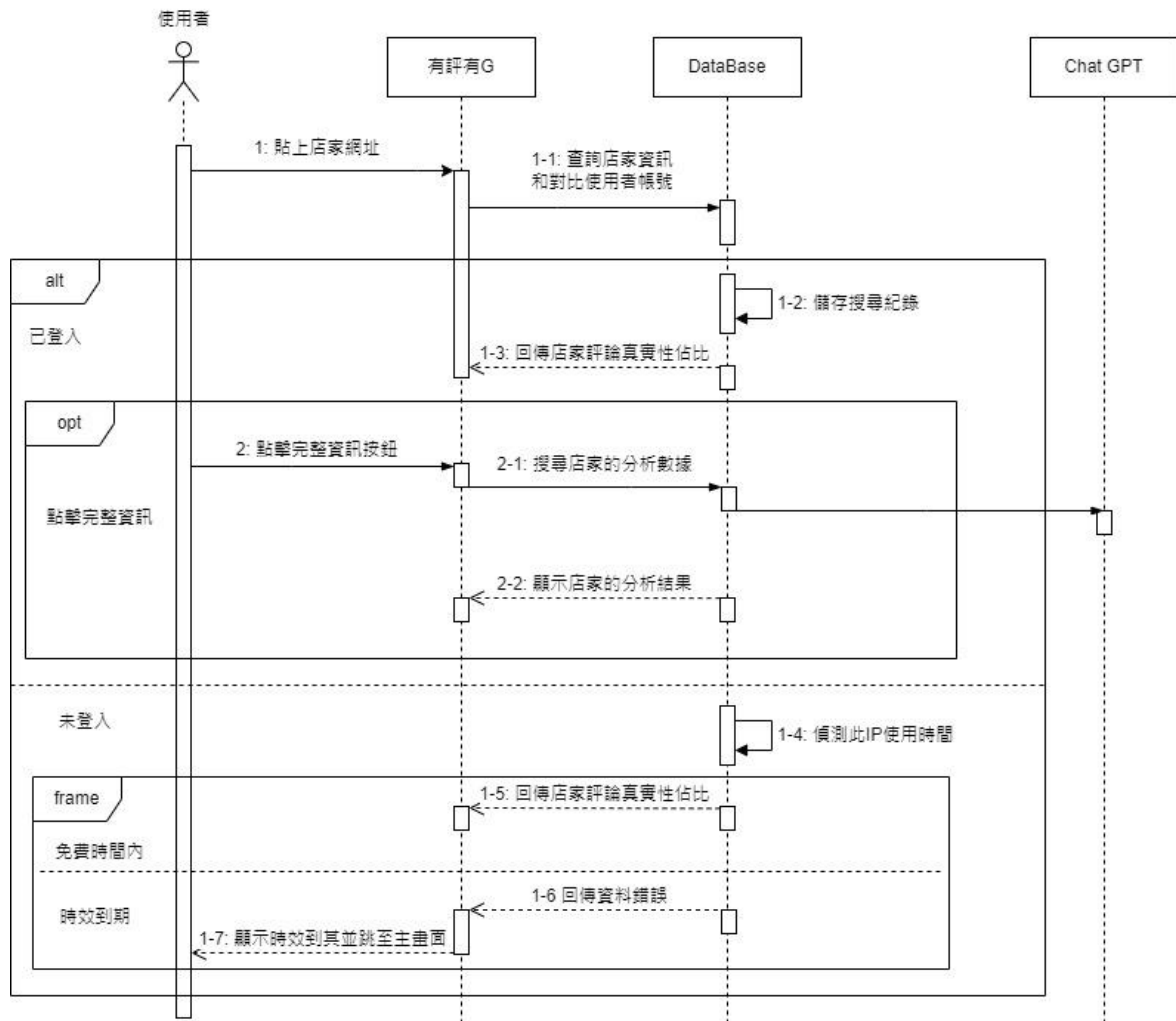 使用者
有評有G
DataBase
Chat GPT
1: 貼上店家網址
1-1: 查詢店家資訊
和對比使用者帳號
alt
1-2: 儲存搜尋紀錄
已登入
1-3: 回傳店家評論真實性佔比
opt
2: 點擊完整資訊按鈕
2-1: 搜尋店家的分析數據
點擊完整資訊
2-2: 顯示店家的分析結果
未登入
1-4: 偵測此IP使用時間
frame
1-5: 回傳店家評論真實性佔比
免費時間內
1-6 回傳資料錯誤
時效到期
1-7: 顯示時效到其並跳至主畫面